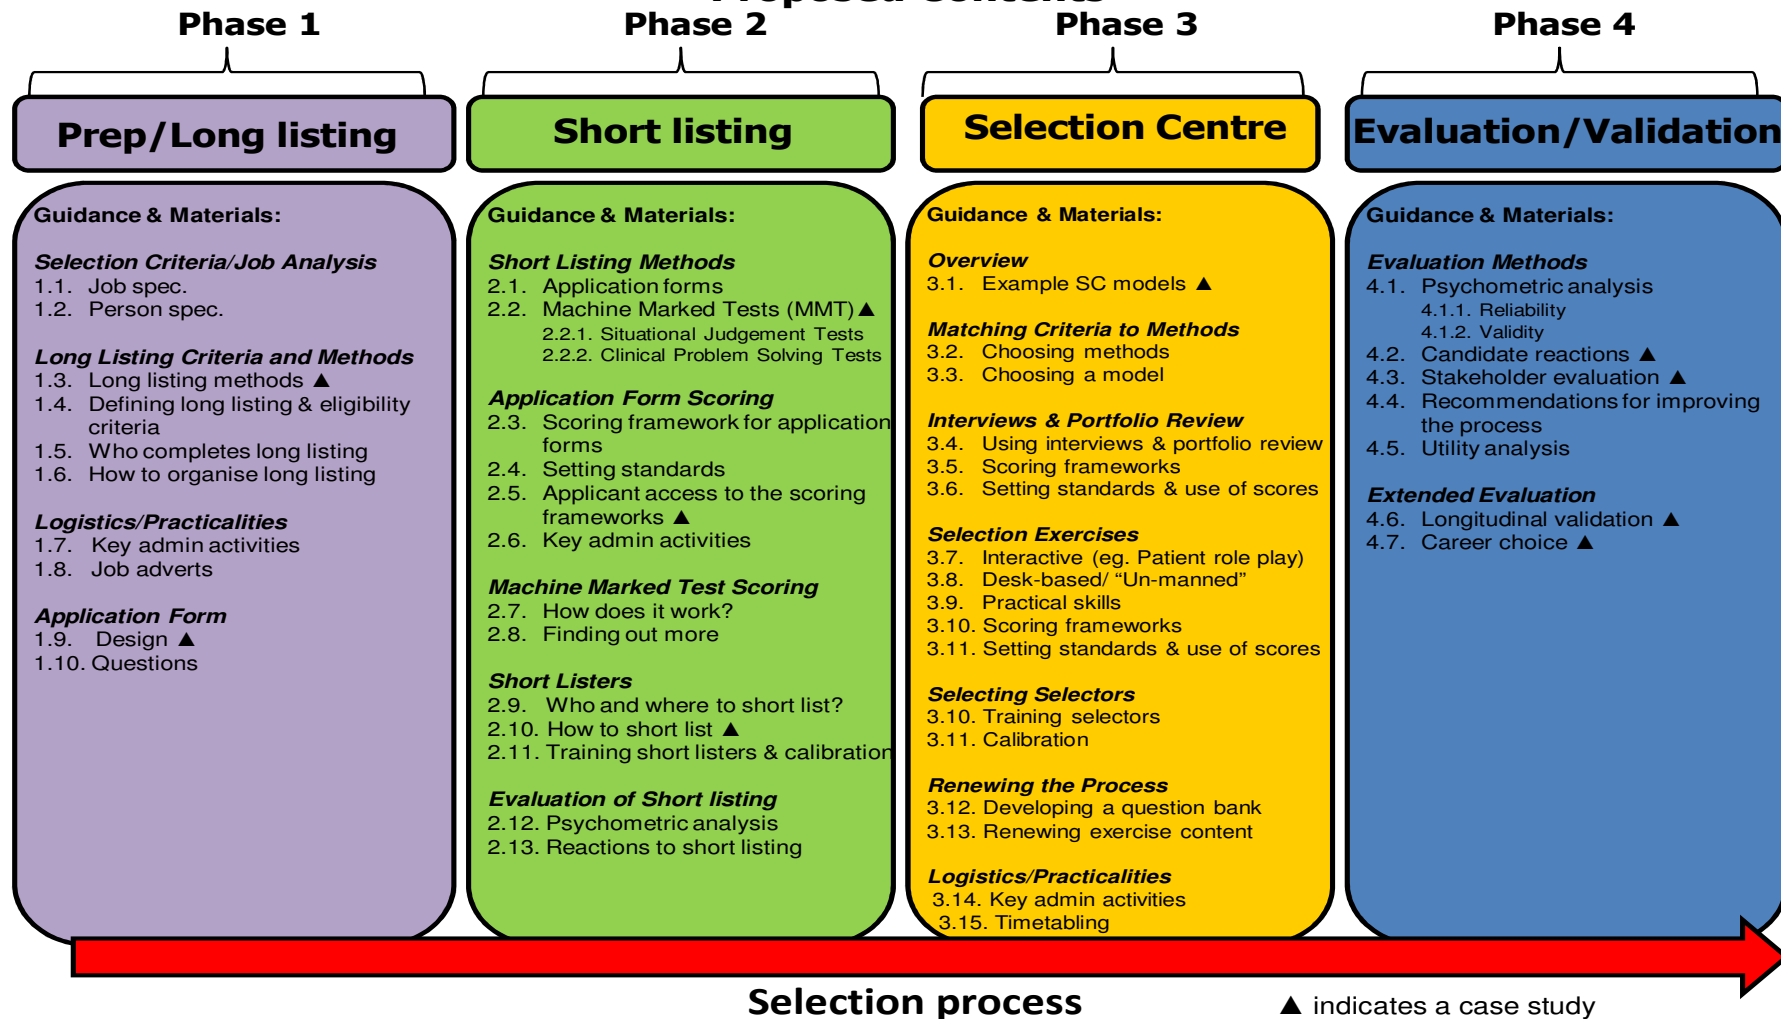 Proposed Contents
Phase 1
Phase 2
Phase 3
Phase 4
Prep/Long listing
Short listing
Selection Centre
Evaluation/Validation
Guidance & Materials:
Selection Criteria/Job Analysis
1.1. Job spec.
1.2. Person spec.
Long Listing Criteria and Methods
1.3. Long listing methods ▲
1.4. Defining long listing & eligibility
criteria
1.5. Who completes long listing
1.6. How to organise long listing
Logistics/Practicalities
1.7. Key admin activities
1.8. Job adverts
Application Form
1.9. Design ▲
1.10. Questions
Guidance & Materials:
Short Listing Methods
2.1. Application forms
2.2. Machine Marked Tests (MMT) ▲
2.2.1. Situational Judgement Tests
2.2.2. Clinical Problem Solving Tests
Application Form Scoring
2.3. Scoring framework for application
forms
2.4. Setting standards
2.5. Applicant access to the scoring
frameworks ▲
2.6. Key admin activities
Machine Marked Test Scoring
2.7. How does it work?
2.8. Finding out more
Short Listers
2.9. Who and where to short list?
2.10. How to short list ▲
2.11. Training short listers & calibration
Evaluation of Short listing
2.12. Psychometric analysis
2.13. Reactions to short listing
Guidance & Materials:
Overview
3.1. Example SC models ▲
Matching Criteria to Methods
3.2. Choosing methods
3.3. Choosing a model
Interviews & Portfolio Review
3.4. Using interviews & portfolio review
3.5. Scoring frameworks
3.6. Setting standards & use of scores
Selection Exercises
3.7. Interactive (eg. Patient role play)
3.8. Desk-based/ “Un-manned”
3.9. Practical skills
3.10. Scoring frameworks
3.11. Setting standards & use of scores
Selecting Selectors
3.10. Training selectors
3.11. Calibration
Renewing the Process
3.12. Developing a question bank
3.13. Renewing exercise content
Logistics/Practicalities
3.14. Key admin activities
3.15. Timetabling
Guidance & Materials:
Evaluation Methods
4.1. Psychometric analysis
4.1.1. Reliability
4.1.2. Validity
4.2. Candidate reactions ▲
4.3. Stakeholder evaluation ▲
4.4. Recommendations for improving
the process
4.5. Utility analysis
Extended Evaluation
4.6. Longitudinal validation ▲
4.7. Career choice ▲
Selection process
▲ indicates a case study